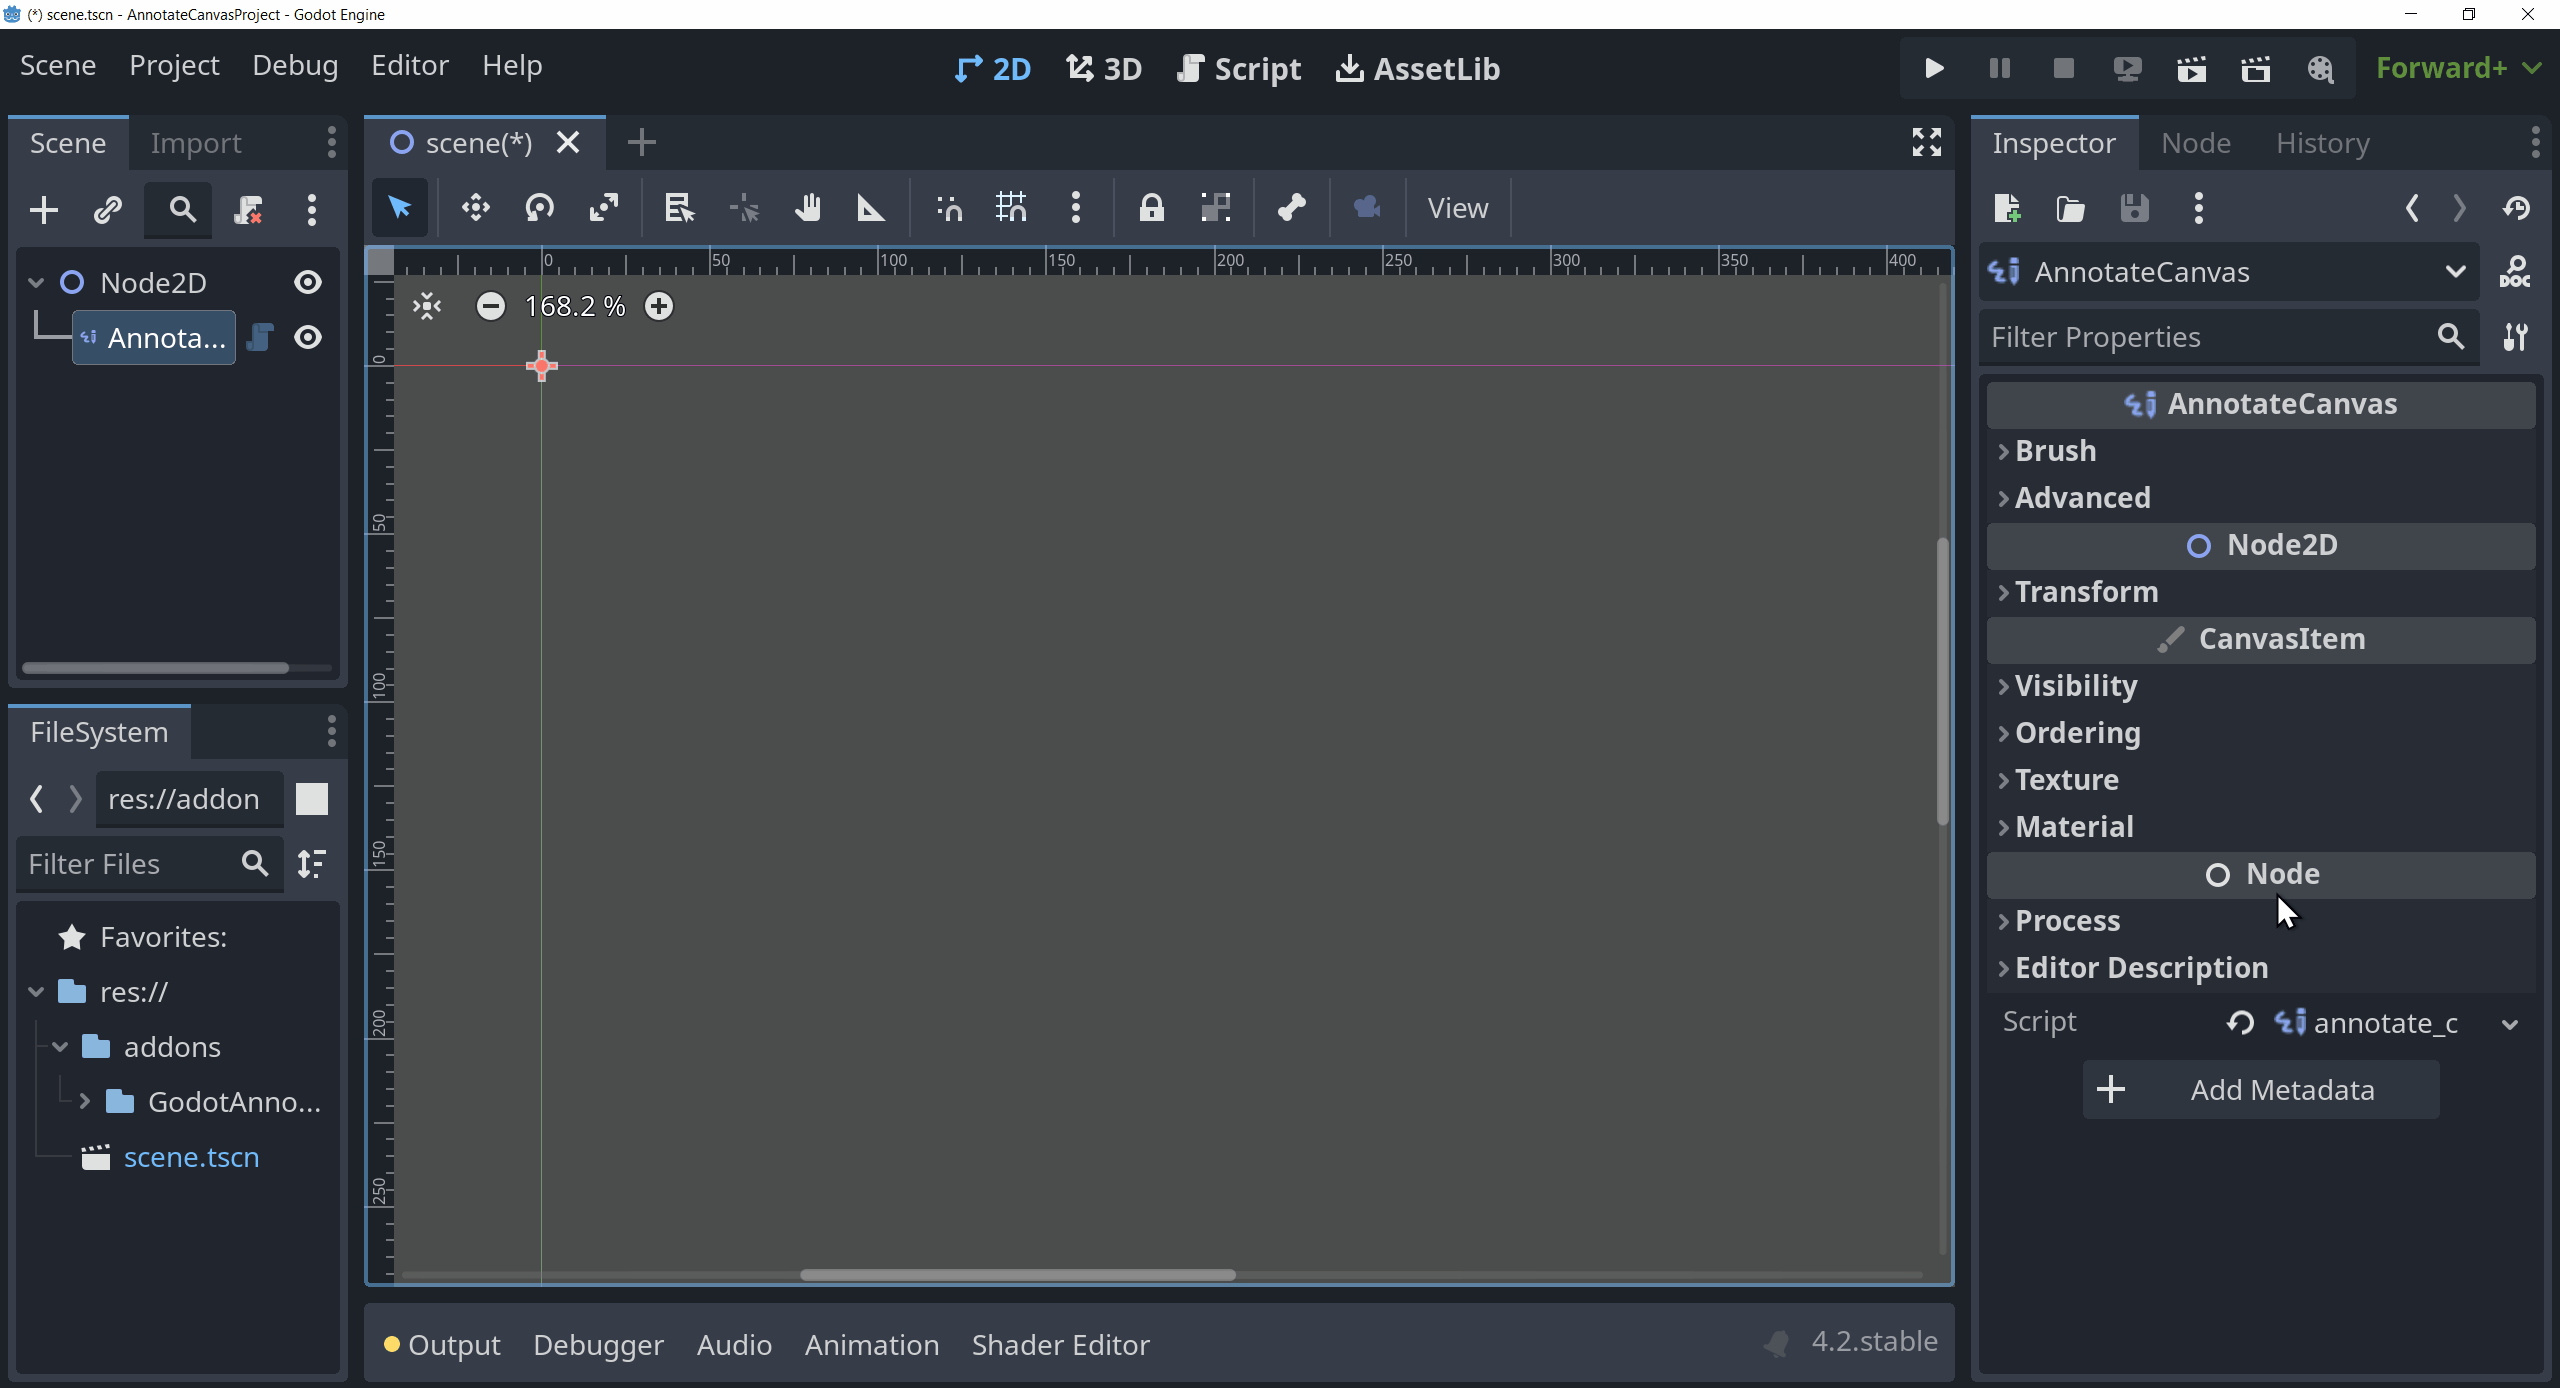 (*) scene.tscn - AnnotateCanvasProject - Godot Engine
Scene Project Debug Editor Help
2D 3D Script AssetLib
Forward+
Scene Import
scene(*)
Inspector Node History
View
Node2D
Annota...
0 50 100 150 200 250 300 350 400
168.2 %
0
50
100
150
200
250
FileSystem
res://addon
Filter Files
Favorites:
res://
addons
GodotAnno...
scene.tscn
Output Debugger Audio Animation Shader Editor
4.2.stable
AnnotateCanvas
DOC
Filter Properties
AnnotateCanvas
Brush
Advanced
Node2D
Transform
CanvasItem
Visibility
Ordering
Texture
Material
Node
Process
Editor Description
Script annotate_c
Add Metadata